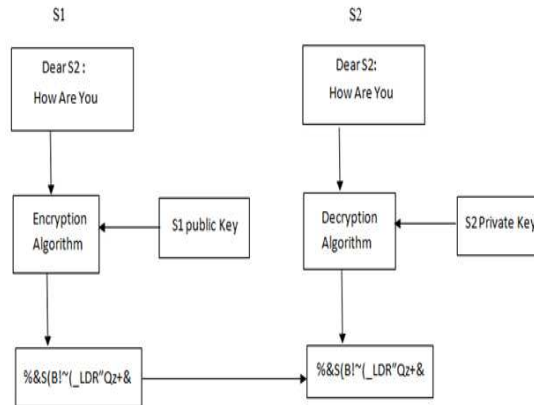 S1
S2
Dear S2 :
How Are You
Dear S2:
How Are You
Encryption
Algorithm
S1 public Key
Decryption
Algorithm
S2 Private Key
%&S(B!~(_LDR"Qz+&
%&S(B!~(_LDR"Qz+&